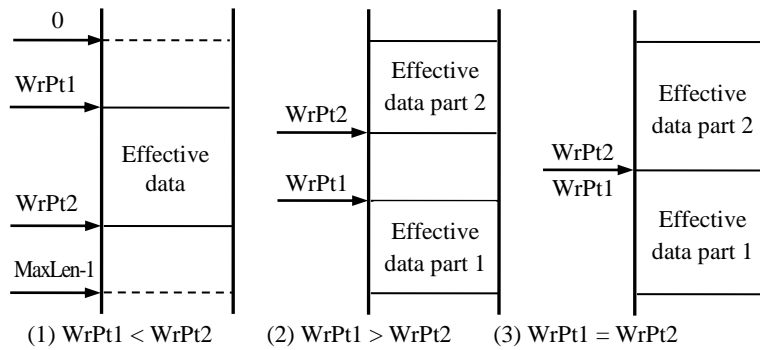 0
WrPt1
Effective
data
WrPt2
MaxLen-1
(1) WrPt1 < WrPt2
Effective
data part 2
WrPt2
WrPt1
Effective
data part 1
(2) WrPt1 > WrPt2
Effective
data part 2
WrPt2
WrPt1
Effective
data part 1
(3) WrPt1 = WrPt2